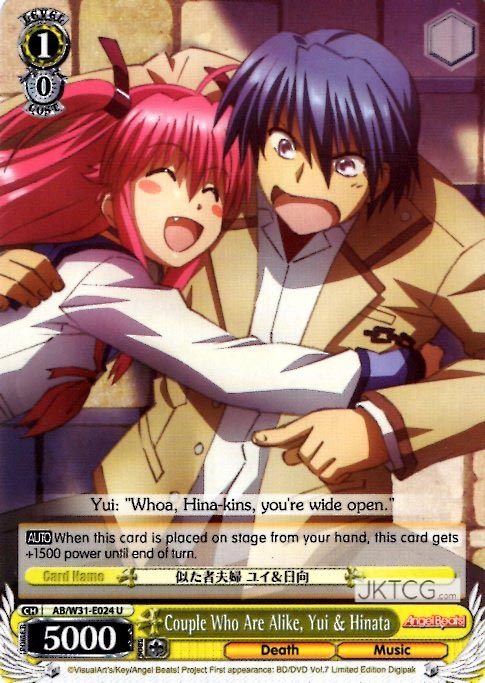 LEVEL
1
0
COST
Yui: "Whoa, Hina-kins, you're wide open."
AUTO When this card is placed on stage from your hand, this card gets
+1500 power until end of turn.
Card Name 似た者夫婦 ユイ&日向
JKTCG.com
CH AB/W31-E024 U
Couple Who Are Alike, Yui & Hinata
Angel Beats!
POWER 5000 SOUL
Death Music
©VisualArt's/Key/Angel Beats! Project First appearance: BD/DVD Vol.7 Limited Edition Digipak